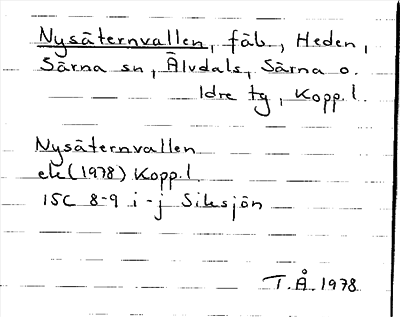 Nysäternvallen, fäb., Heden,
Särna sn, Älvdals, Särna o.
Idre tg, Kopp. l.
Nysäternvallen
ek (1978) Kopp. l.
15C 8-9 i-j Siksjön
T. Å. 1978